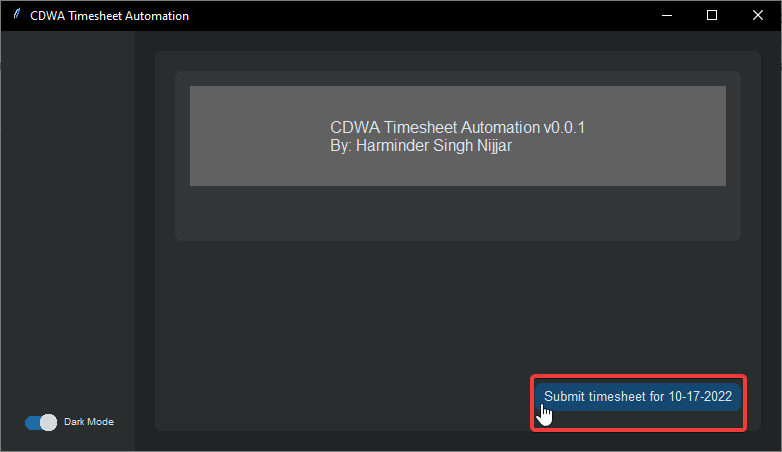 CDWA Timesheet Automation
CDWA Timesheet Automation v0.0.1
By: Harminder Singh Nijjar
Submit timesheet for 10-17-2022
Dark Mode